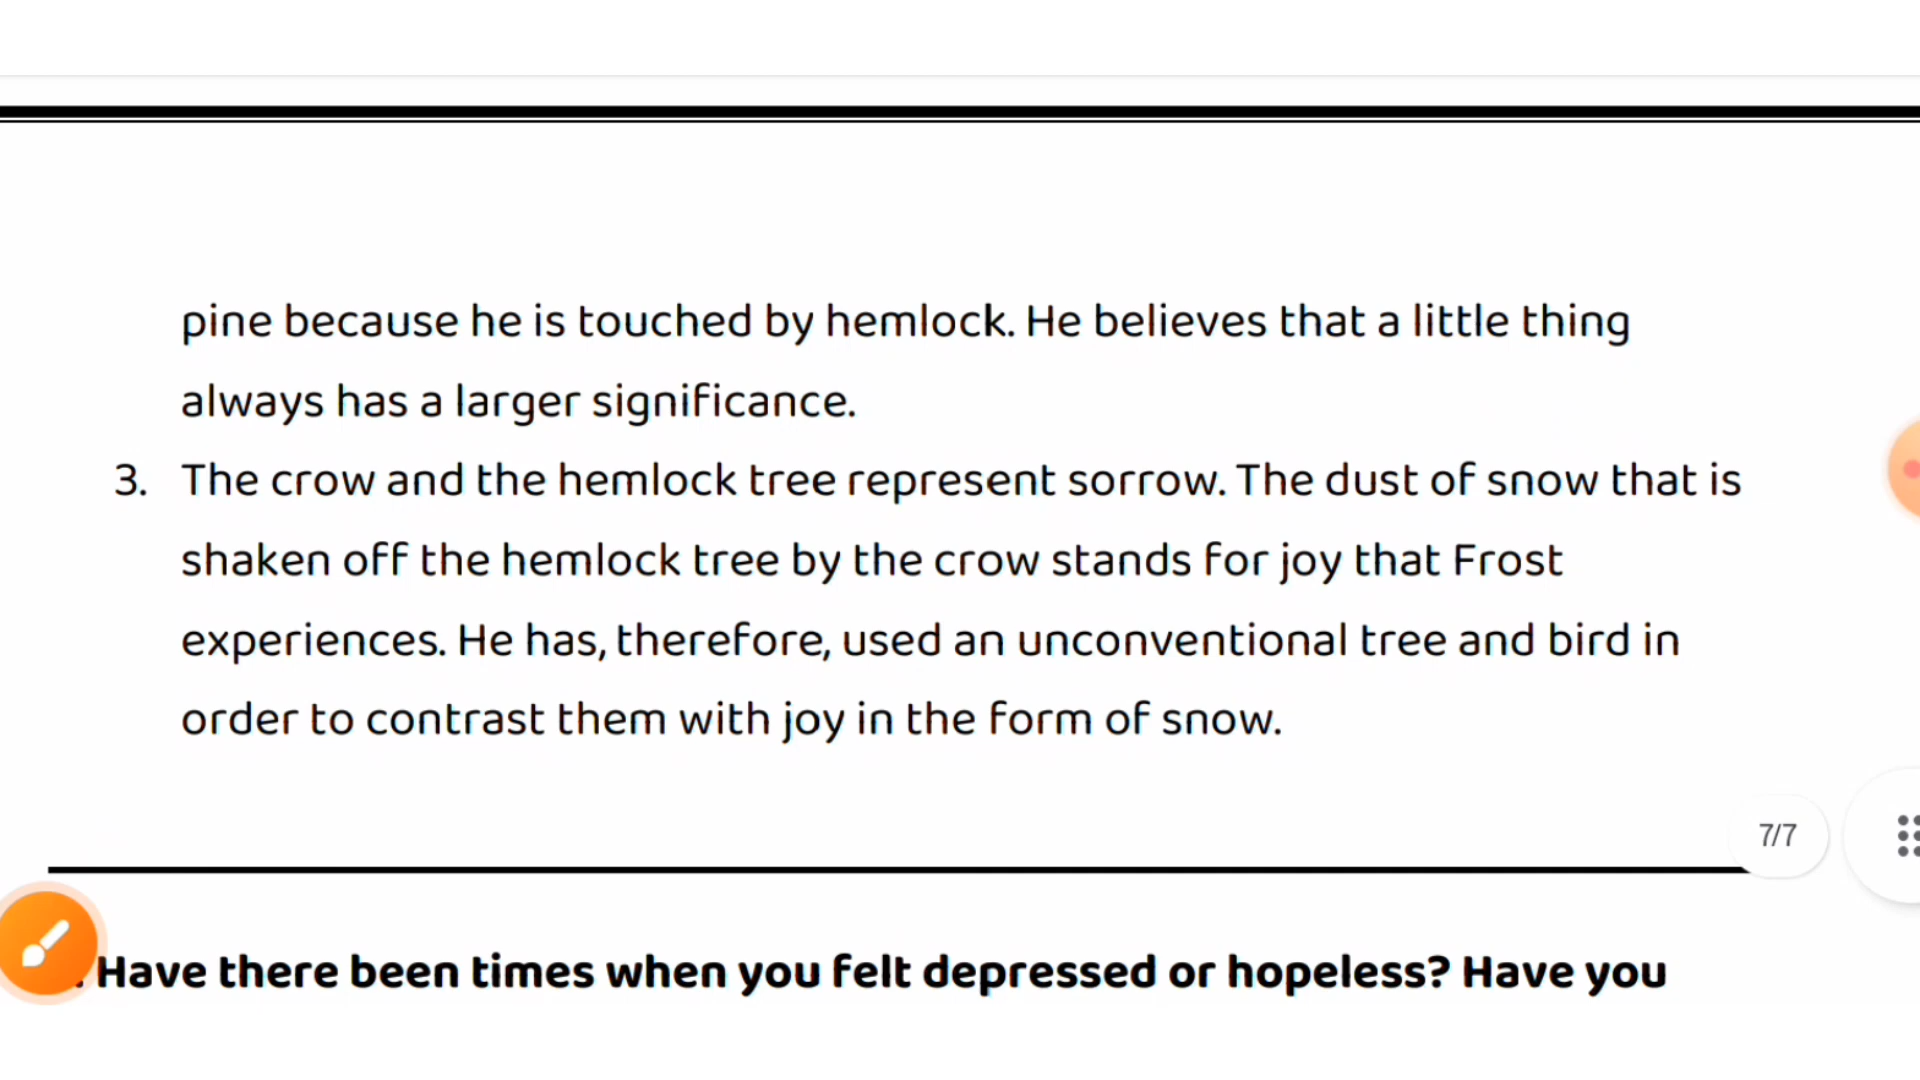 pine because he is touched by hemlock. He believes that a little thing
always has a larger significance.
3. The crow and the hemlock tree represent sorrow. The dust of snow that is
shaken off the hemlock tree by the crow stands for joy that Frost
experiences. He has, therefore, used an unconventional tree and bird in
order to contrast them with joy in the form of snow.
7/7
. Have there been times when you felt depressed or hopeless? Have you